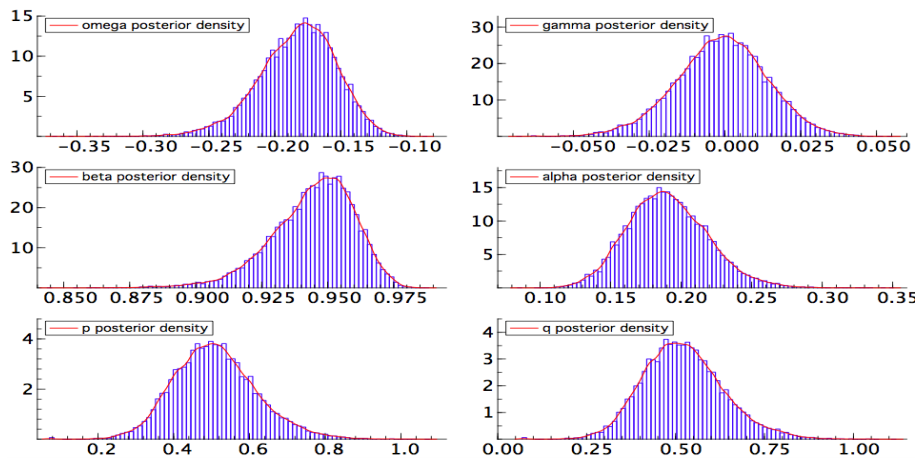 15 omega posterior density
10
5
−0.35 −0.30 −0.25 −0.20 −0.15 −0.10
30 gamma posterior density
20
10
−0.050 −0.025 0.000 0.025 0.050
30 beta posterior density
20
10
0.850 0.875 0.900 0.925 0.950 0.975
15 alpha posterior density
10
5
0.10 0.15 0.20 0.25 0.30 0.35
p posterior density
4
2
0.2 0.4 0.6 0.8 1.0
q posterior density
4
3
2
1
0.00 0.25 0.50 0.75 1.00